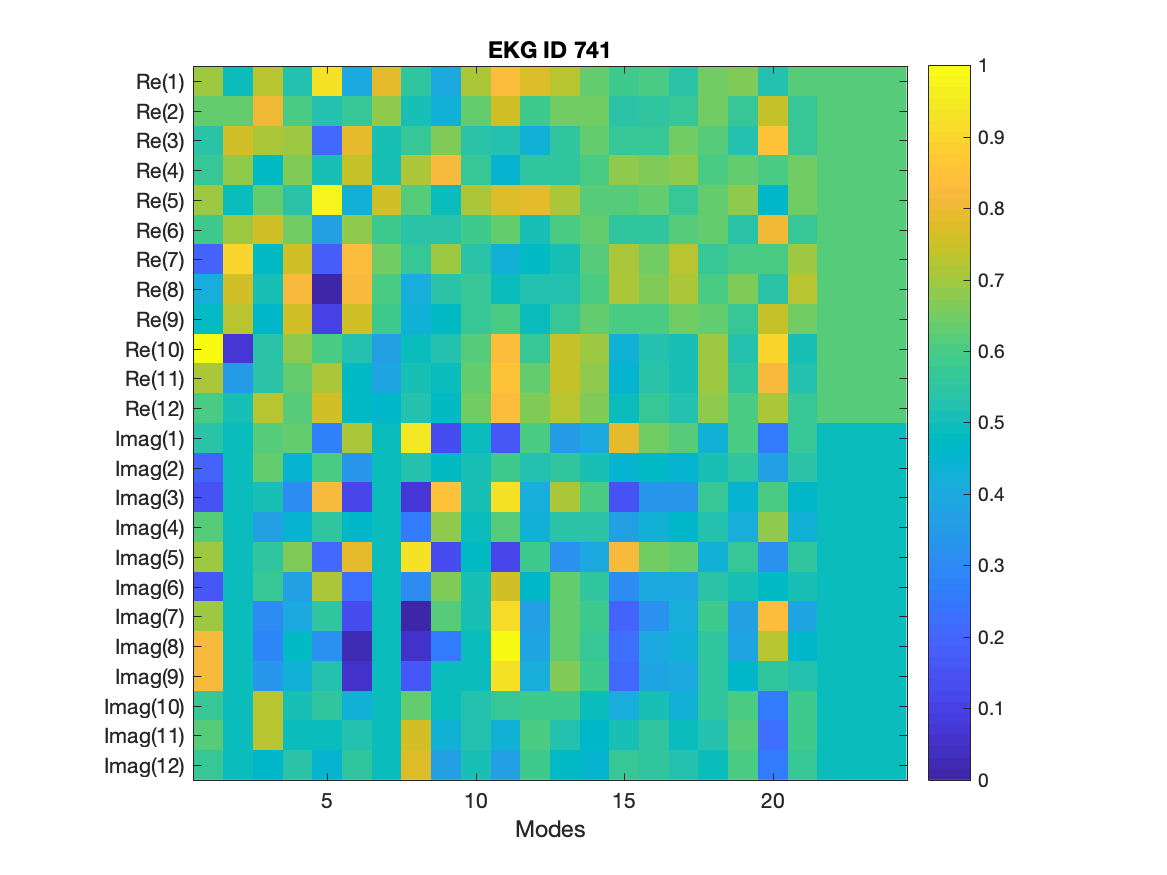 EKG ID 741
Re(1)
Re(2)
Re(3)
Re(4)
Re(5)
Re(6)
Re(7)
Re(8)
Re(9)
Re(10)
Re(11)
Re(12)
Imag(1)
Imag(2)
Imag(3)
Imag(4)
Imag(5)
Imag(6)
Imag(7)
Imag(8)
Imag(9)
Imag(10)
Imag(11)
Imag(12)
5 10 15 20
Modes
1
0.9
0.8
0.7
0.6
0.5
0.4
0.3
0.2
0.1
0